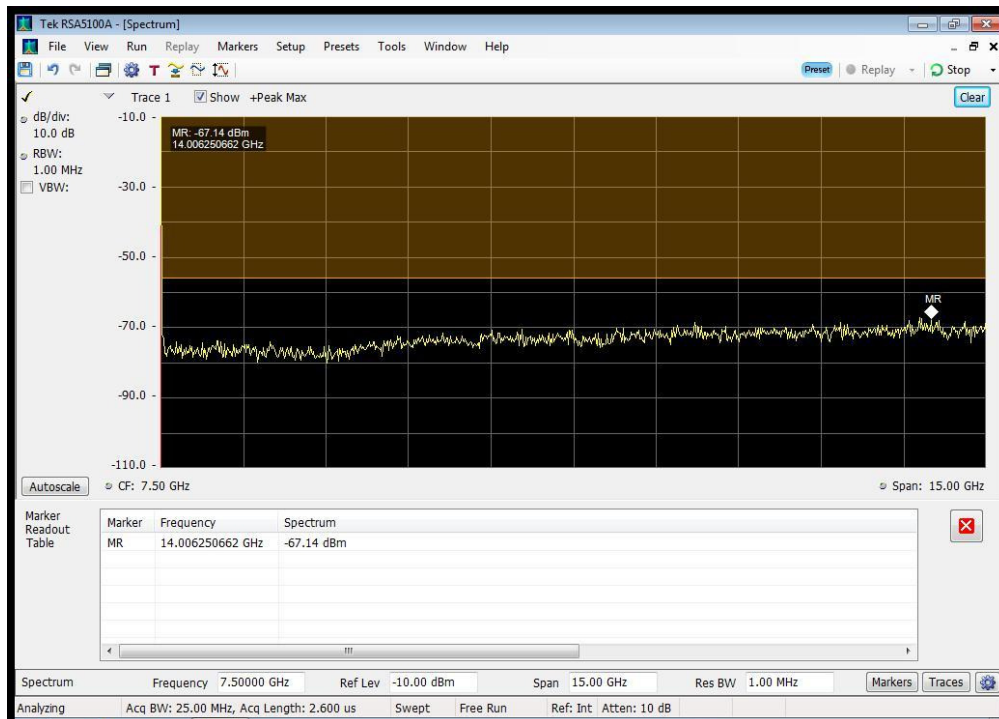 Tek RSA5100A - [Spectrum]
File View Run Replay Markers Setup Presets Tools Window Help
Preset Replay Stop
Trace 1 Show +Peak Max Clear
dB/div:
10.0 dB
RBW:
1.00 MHz
VBW:
-10.0
-30.0
-50.0
-70.0
-90.0
-110.0
MR: -67.14 dBm
14.006250662 GHz
MR
Autoscale CF: 7.50 GHz Span: 15.00 GHz
Marker
Readout
Table
Marker Frequency Spectrum
MR 14.006250662 GHz -67.14 dBm
Spectrum Frequency 7.50000 GHz Ref Lev -10.00 dBm Span 15.00 GHz Res BW 1.00 MHz Markers Traces
Analyzing Acq BW: 25.00 MHz, Acq Length: 2.600 us Swept Free Run Ref: Int Atten: 10 dB